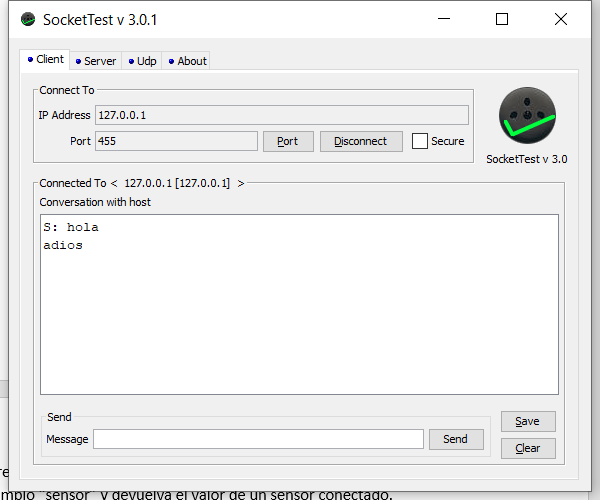 SocketTest v 3.0.1
Client Server Udp About
Connect To
IP Address 127.0.0.1
Port 455 Port Disconnect Secure
SocketTest v 3.0
Connected To < 127.0.0.1 [127.0.0.1] >
Conversation with host
S: hola
adios
Send
Message Send
Save
Clear
"sensor" y devuelva el valor de un sensor conectado.